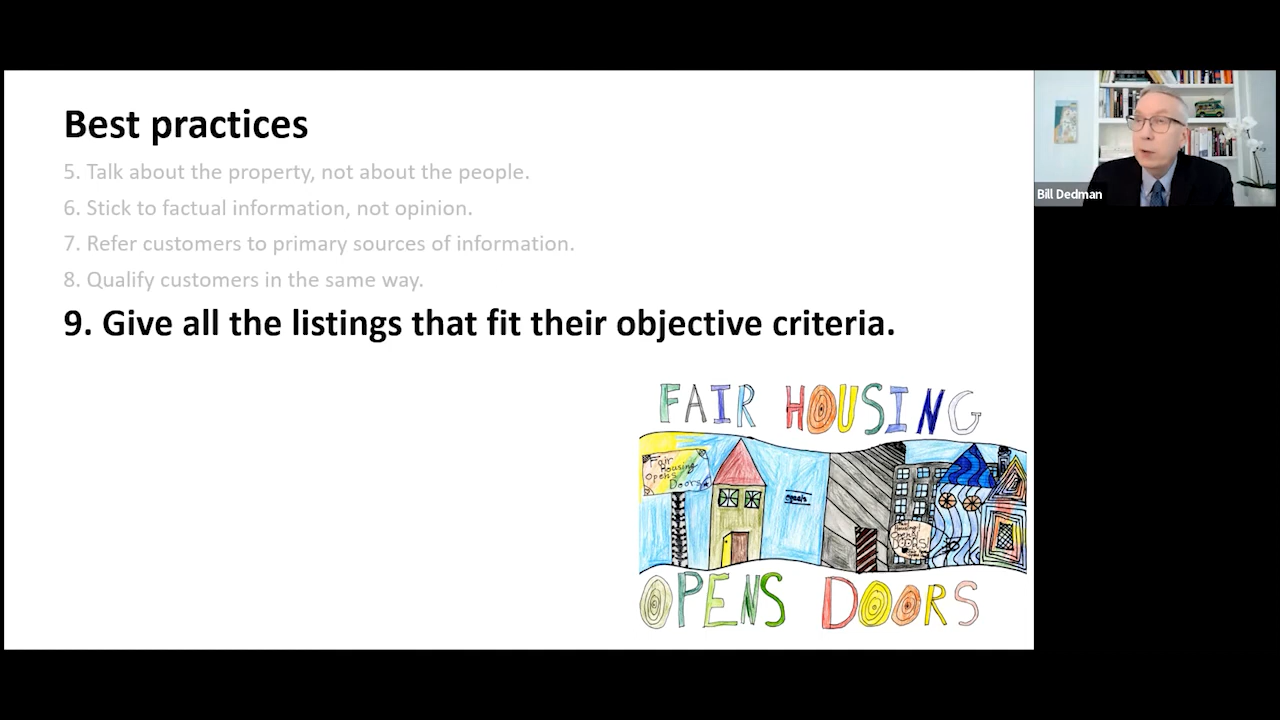 Best practices
5. Talk about the property, not about the people.
6. Stick to factual information, not opinion.
7. Refer customers to primary sources of information.
8. Qualify customers in the same way.
9. Give all the listings that fit their objective criteria.
Bill Dedman
FAIR HOUSING
Fair
Housing
Opens
Doors
OPENS DOORS